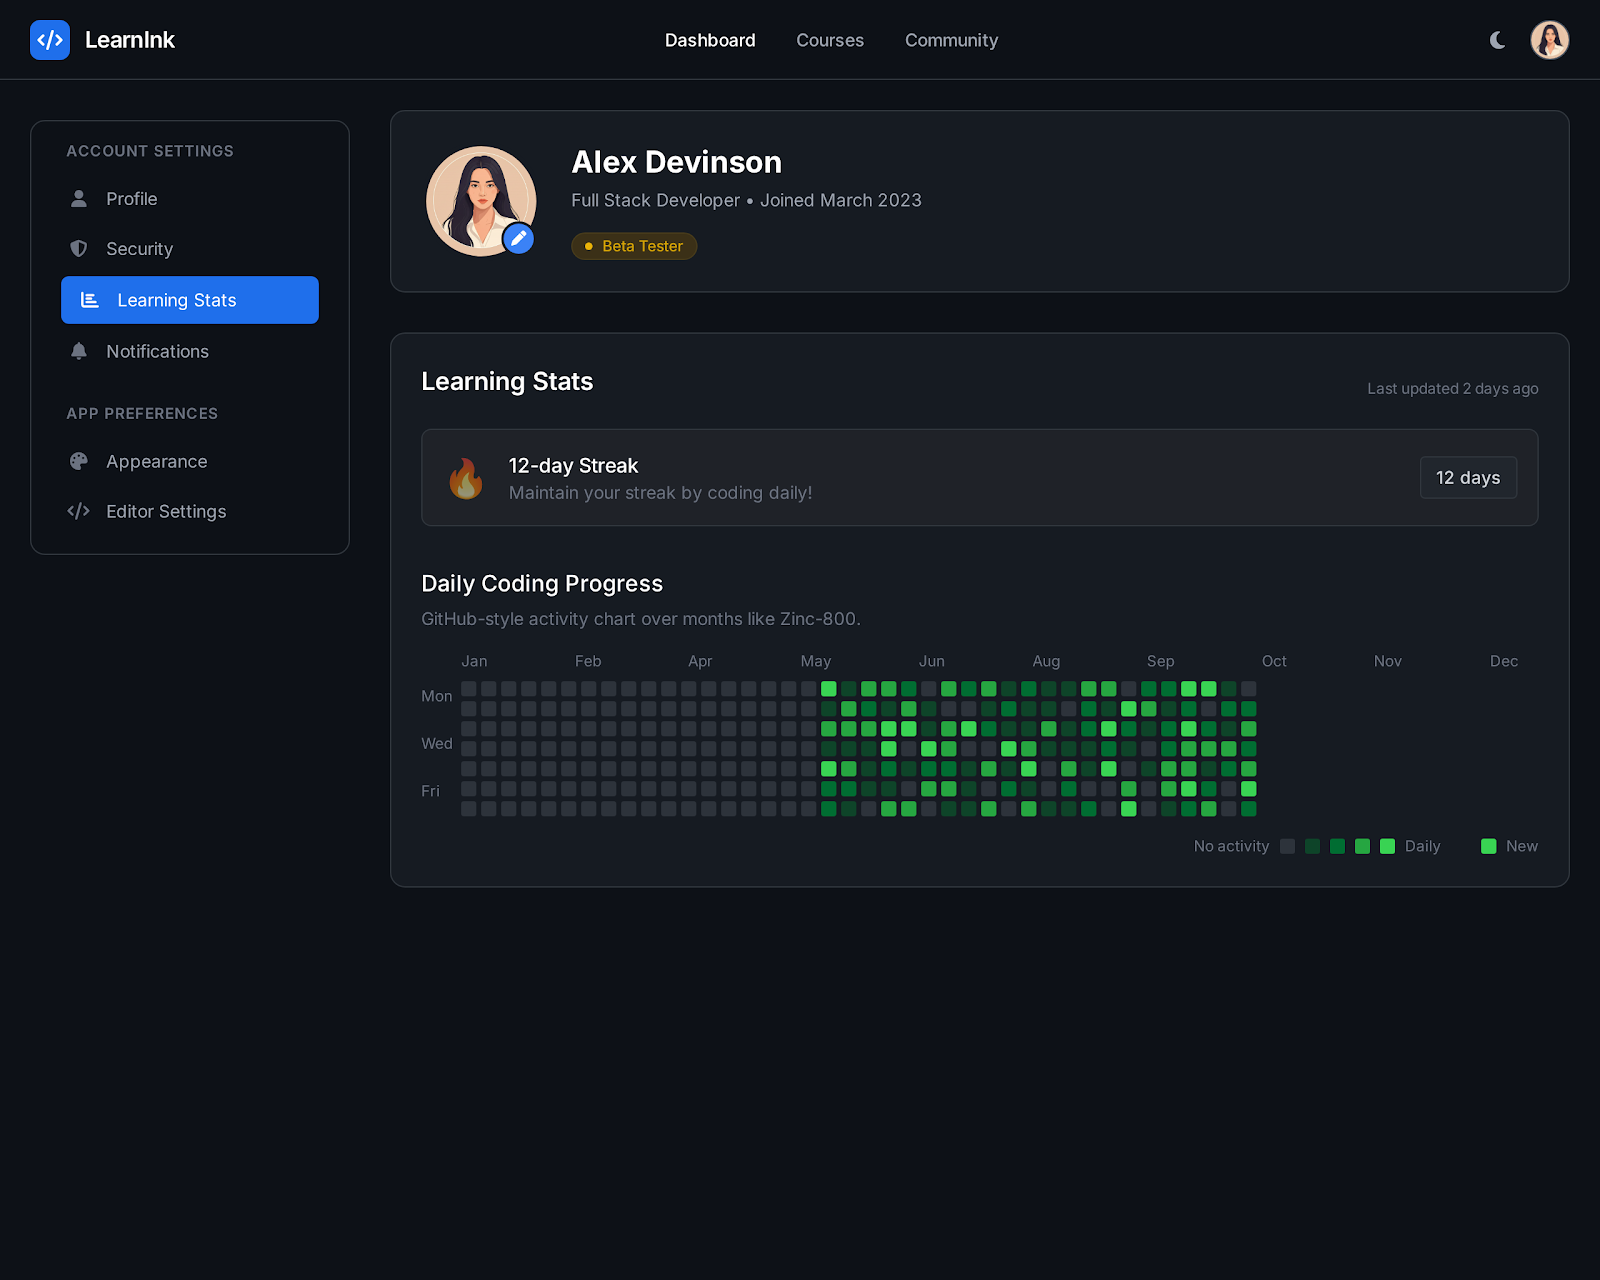 LearnInk
Dashboard
Courses
Community
ACCOUNT SETTINGS
Profile
Security
Learning Stats
Notifications
APP PREFERENCES
Appearance
Editor Settings
Alex Devinson
Full Stack Developer • Joined March 2023
Beta Tester
Learning Stats
Last updated 2 days ago
12-day Streak
Maintain your streak by coding daily!
12 days
Daily Coding Progress
GitHub-style activity chart over months like Zinc-800.
Jan Feb Apr May Jun Aug Sep Oct Nov Dec
Mon
Wed
Fri
No activity
Daily
New